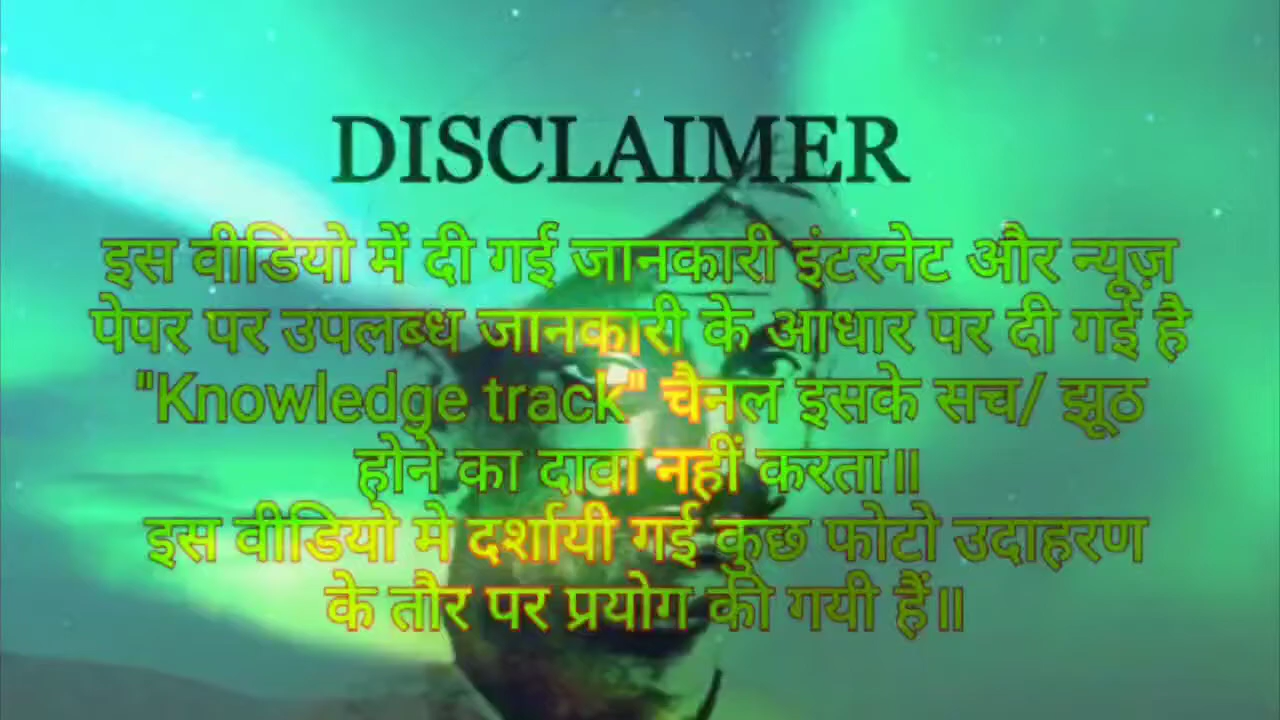 DISCLAIMER
इस वीडियो में दी गई जानकारी इंटरनेट और न्यूज़
पेपर पर उपलब्ध जानकारी के आधार पर दी गई है
"Knowledge track" चैनल इसके सच/ झूठ
होने का दावा नहीं करता॥
इस वीडियो मे दर्शायी गई कुछ फोटो उदाहरण
के तौर पर प्रयोग की गयी हैं॥